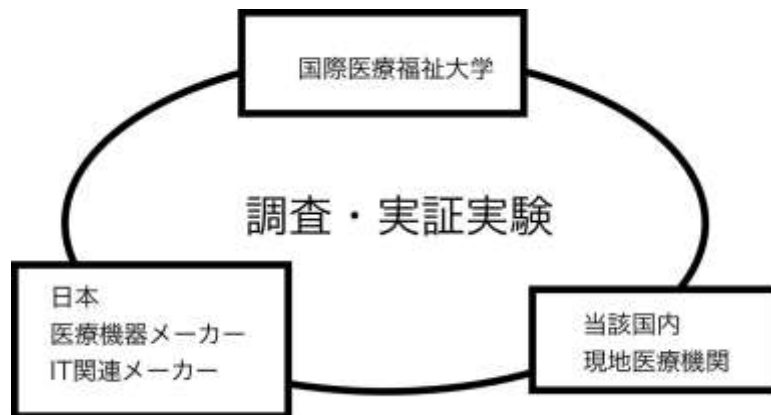 国際医療福祉大学
調査・実証実験
日本
医療機器メーカー
IT関連メーカー
当該国内
現地医療機関